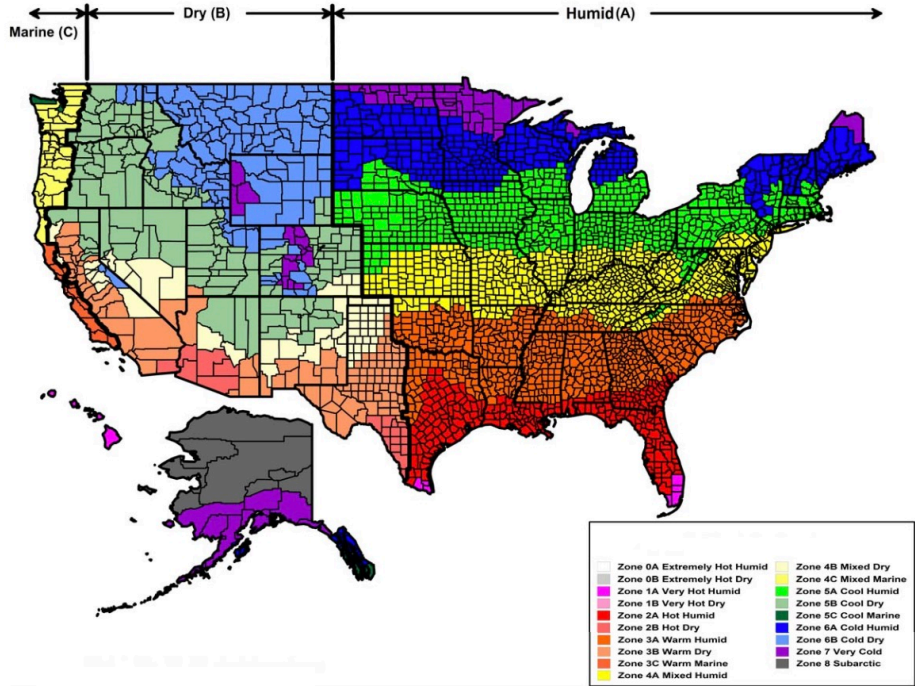 Marine (C)
Dry (B)
Humid(A)
Zone 0A Extremely Hot Humid
Zone 0B Extremely Hot Dry
Zone 1A Very Hot Humid
Zone 1B Very Hot Dry
Zone 2A Hot Humid
Zone 2B Hot Dry
Zone 3A Warm Humid
Zone 3B Warm Dry
Zone 3C Warm Marine
Zone 4A Mixed Humid
Zone 4B Mixed Dry
Zone 4C Mixed Marine
Zone 5A Cool Humid
Zone 5B Cool Dry
Zone 5C Cool Marine
Zone 6A Cold Humid
Zone 6B Cold Dry
Zone 7 Very Cold
Zone 8 Subarctic